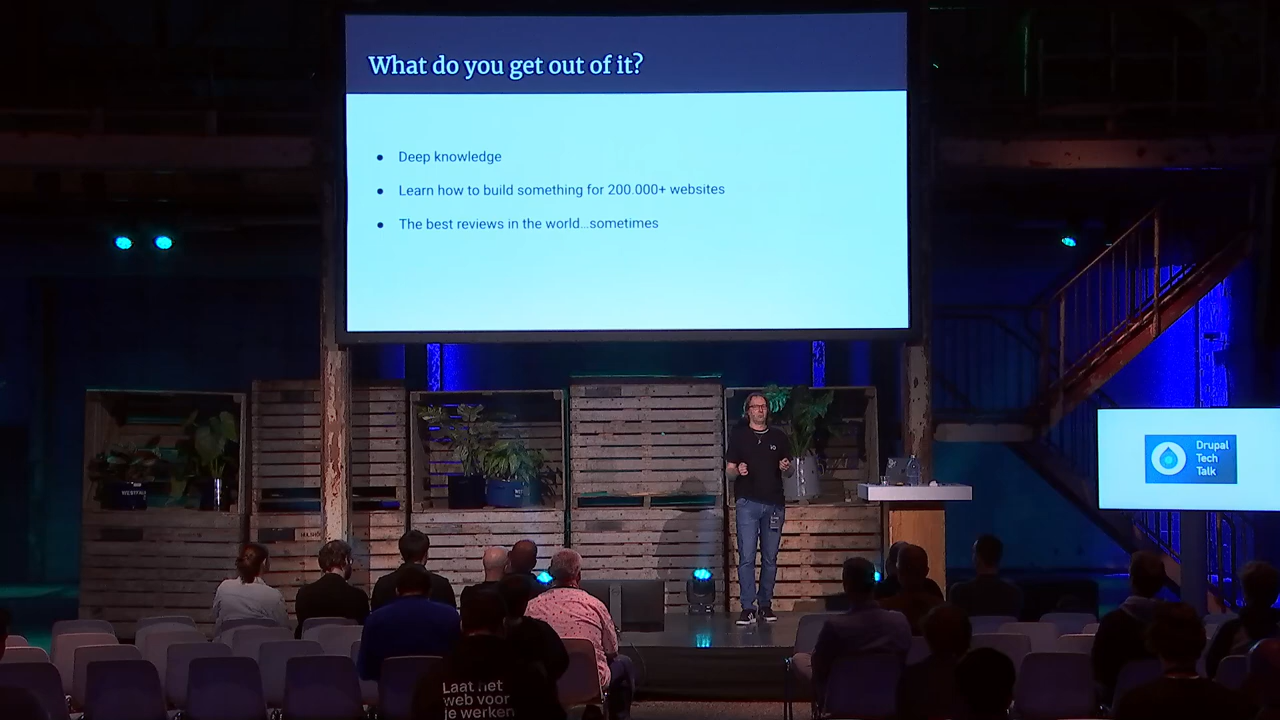 What do you get out of it?
● Deep knowledge
● Learn how to build something for 200.000+ websites
● The best reviews in the world...sometimes
Drupal
Tech
Talk
Laat het
web voor
je werken